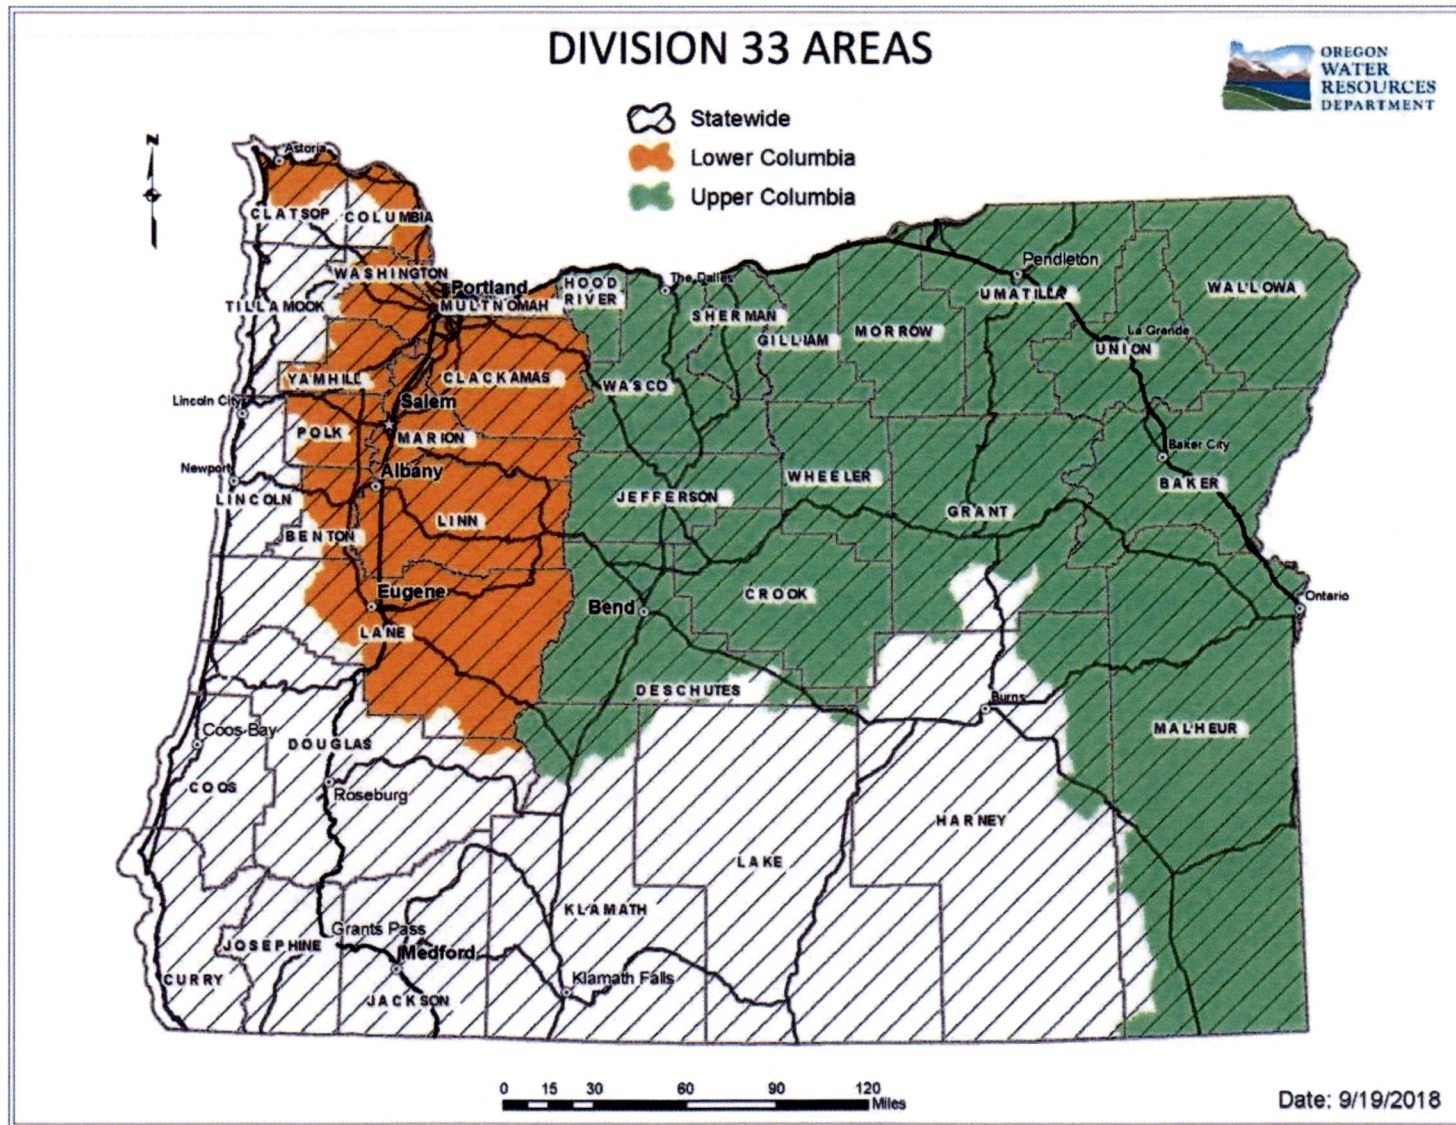 DIVISION 33 AREAS
OREGON
WATER
RESOURCES
DEPARTMENT
Statewide
Lower Columbia
Upper Columbia
N
Astoria
CLATSOP
COLUMBIA
WASHINGTON
Portland
MULTNOMAH
HOOD
RIVER
The Dalles
Pendleton
UMATILLA
WALLOWA
TILLAMOOK
SHERMAN
GILLIAM
MORROW
La Grande
UNION
YAMHILL
CLACKAMAS
WASCO
Lincoln City
Salem
POLK
MARION
Baker City
Newport
Albany
WHEELER
BAKER
LINCOLN
JEFFERSON
LINN
GRANT
BENTON
Eugene
CROOK
Bend
Ontario
LANE
DESCHUTES
Burns
Coos Bay
DOUGLAS
MALHEUR
COOS
Roseburg
HARNEY
LAKE
KLAMATH
Grants Pass
JOSEPHINE
Medford
CURRY
Klamath Falls
JACKSON
0 15 30 60 90 120
Miles
Date: 9/19/2018